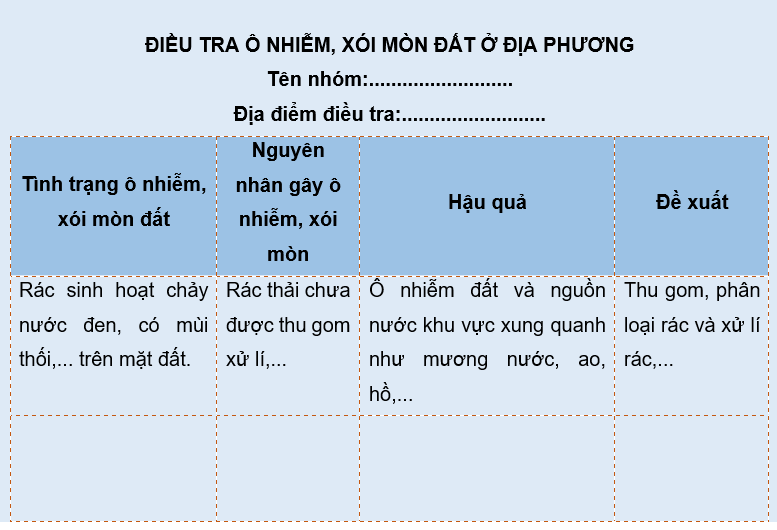 ĐIỀU TRA Ô NHIỄM, XÓI MÒN ĐẤT Ở ĐỊA PHƯƠNG
Tên nhóm:..........................
Địa điểm điều tra:..........................
Tình trạng ô nhiễm,
xói mòn đất
Nguyên
nhân gây ô
nhiễm, xói
mòn
Hậu quả
Đề xuất
Rác sinh hoạt chảy
nước đen, có mùi
thối,... trên mặt đất.
Rác thải chưa
được thu gom
xử lí,...
Ô nhiễm đất và nguồn
nước khu vực xung quanh
như mương nước, ao,
hồ,...
Thu gom, phân
loại rác và xử lí
rác,...